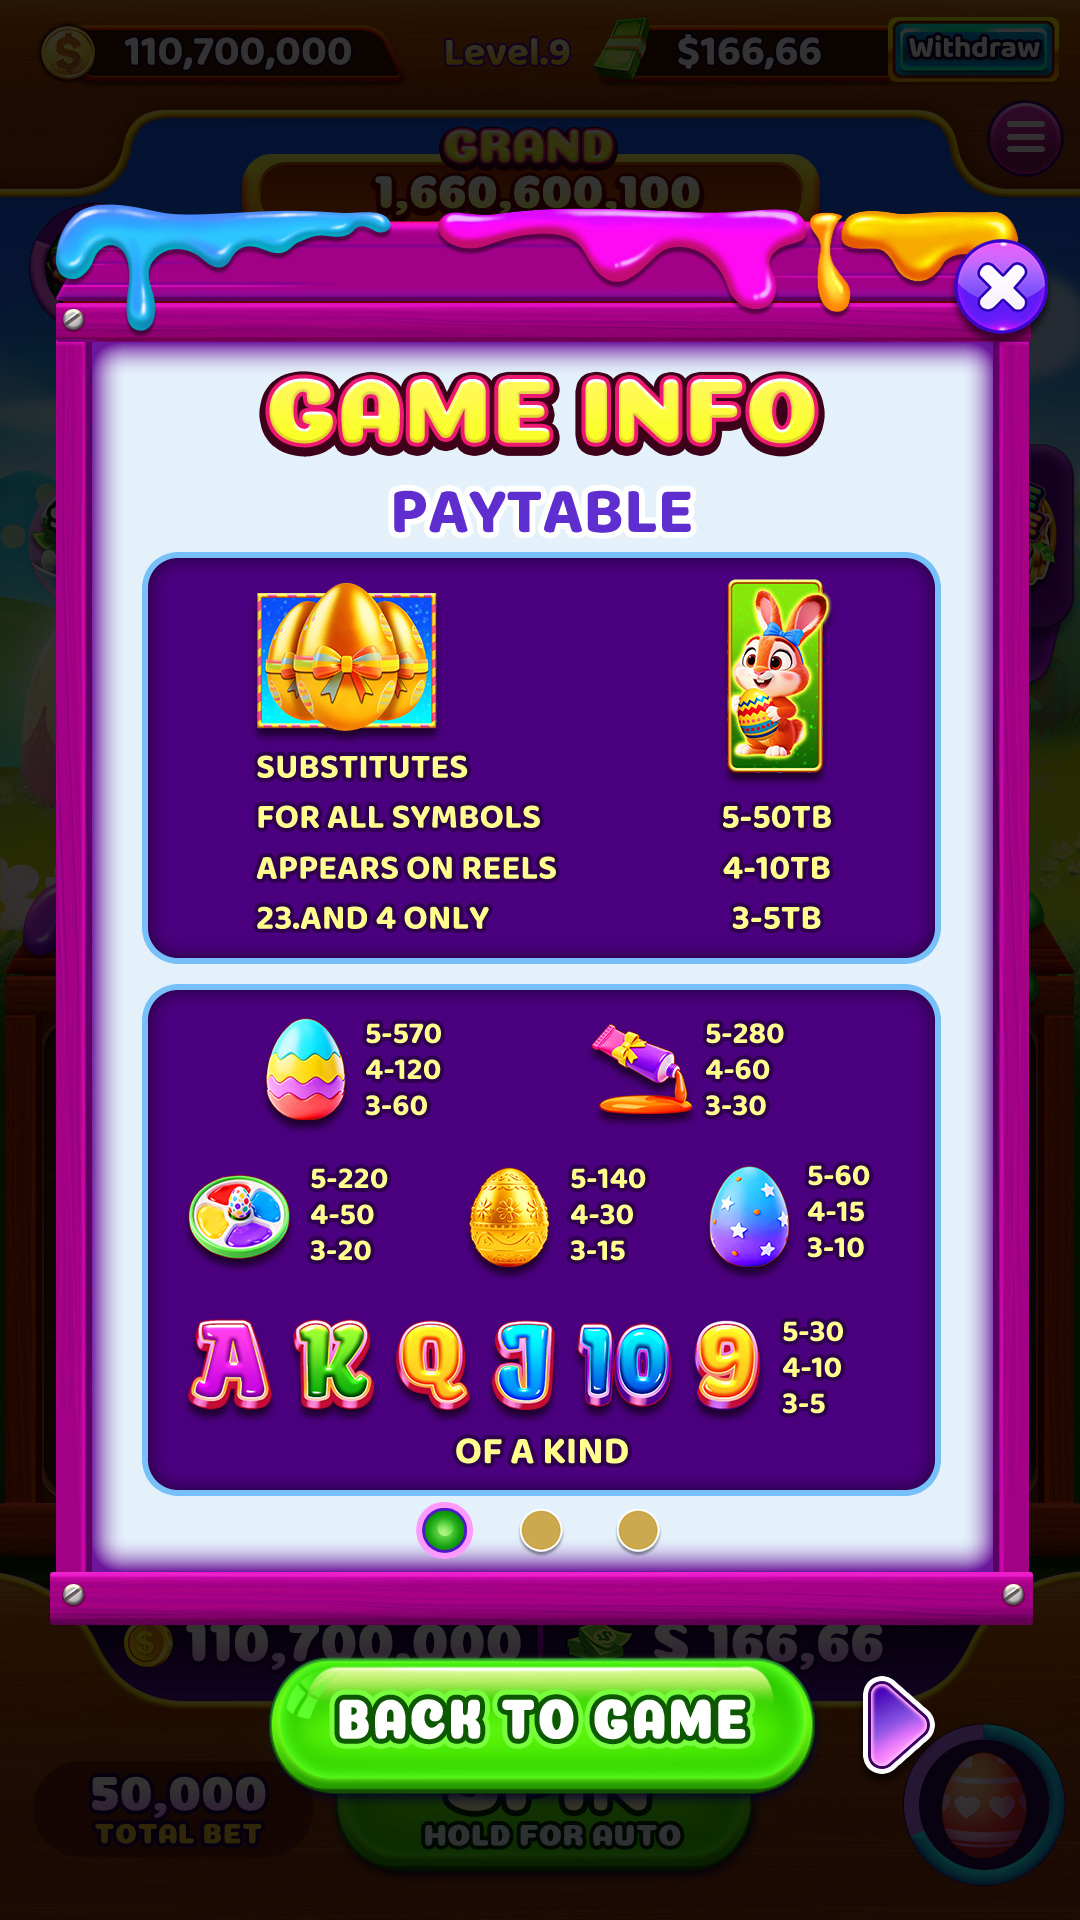 110,700,000
Level.9
$166,66
Withdraw
GRAND
1,660,600,100
GAME INFO
PAYTABLE
SUBSTITUTES
FOR ALL SYMBOLS
APPEARS ON REELS
23.AND 4 ONLY
5-50TB
4-10TB
3-5TB
5-570
4-120
3-60
5-280
4-60
3-30
5-220
4-50
3-20
5-140
4-30
3-15
5-60
4-15
3-10
A K Q J 10 9
5-30
4-10
3-5
OF A KIND
110,700,000
$ 166,66
BACK TO GAME
50,000
TOTAL BET
SPIN
HOLD FOR AUTO